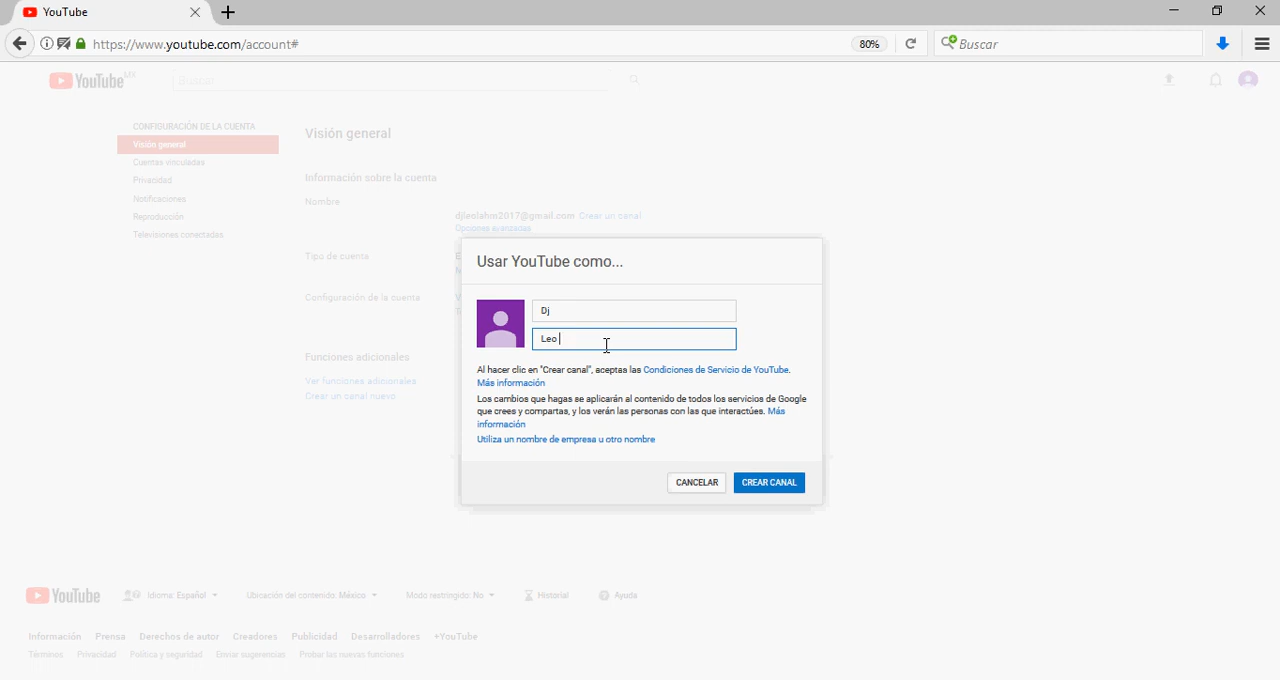 YouTube
https://www.youtube.com/account#
80%
Buscar
YouTube MX
Buscar
CONFIGURACIÓN DE LA CUENTA
Visión general
Cuentas vinculadas
Privacidad
Notificaciones
Reproducción
Televisiones conectadas
Visión general
Información sobre la cuenta
Nombre
djleolahm2017@gmail.com Crear un canal
Opciones avanzadas
Tipo de cuenta
Configuración de la cuenta
Funciones adicionales
Ver funciones adicionales
Crear un canal nuevo
Usar YouTube como...
Dj
Leo
Al hacer clic en "Crear canal", aceptas las Condiciones de Servicio de YouTube.
Más información
Los cambios que hagas se aplicarán al contenido de todos los servicios de Google
que crees y compartas, y los verán las personas con las que interactúes. Más
información
Utiliza un nombre de empresa u otro nombre
CANCELAR CREAR CANAL
YouTube Idioma: Español Ubicación del contenido: México Modo restringido: No Historial Ayuda
Información Prensa Derechos de autor Creadores Publicidad Desarrolladores +YouTube
Términos Privacidad Política y seguridad Enviar sugerencias Probar las nuevas funciones